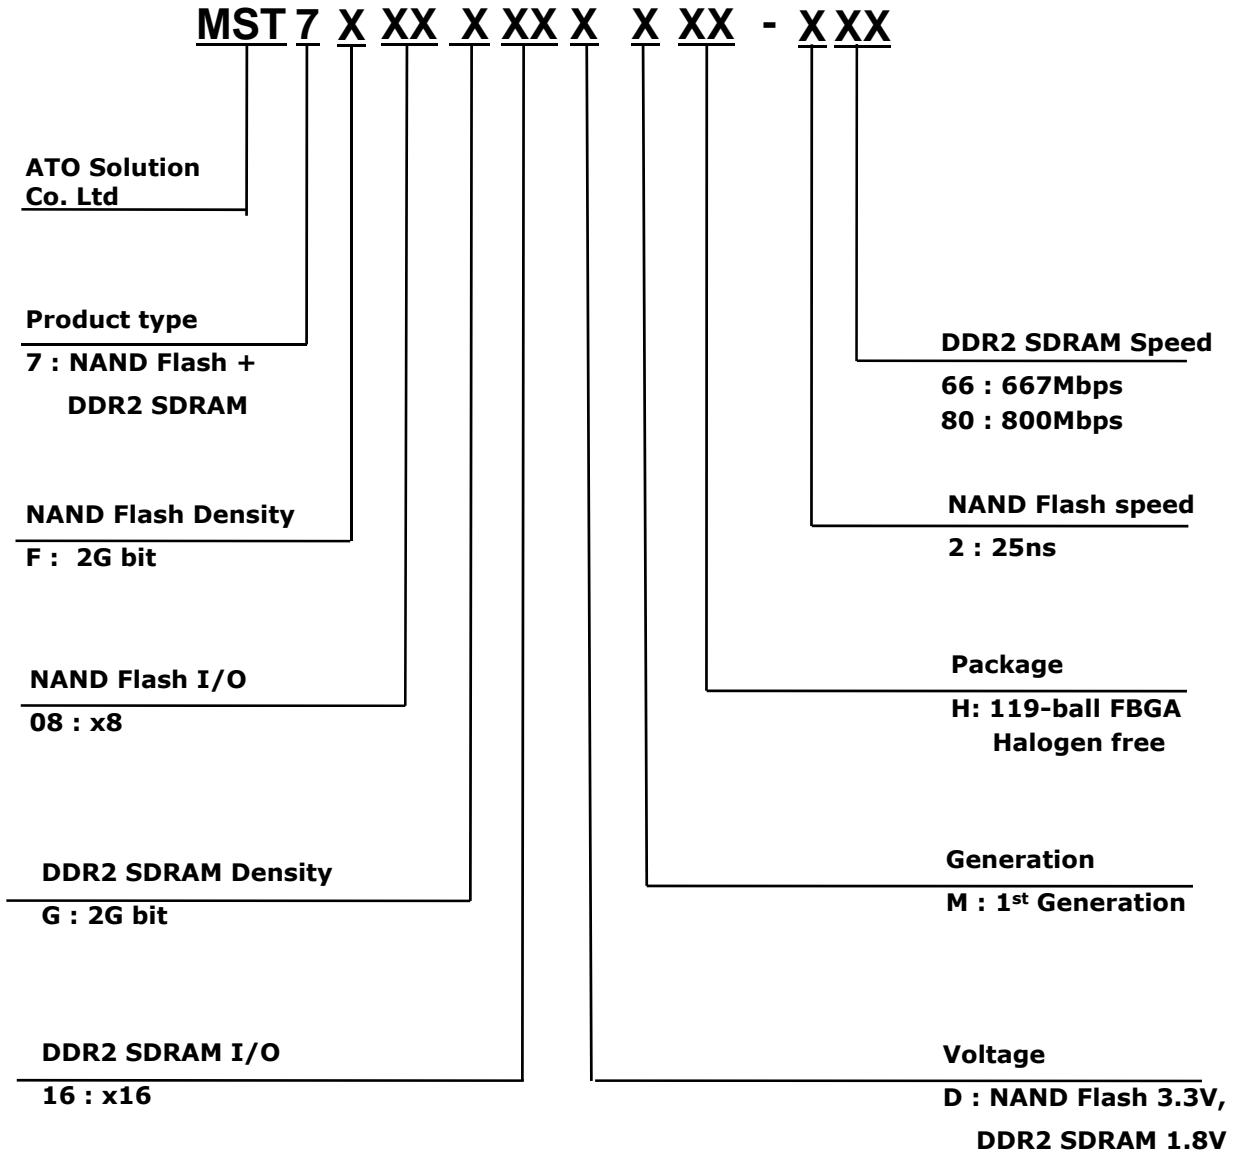 MST 7 X XX X XX X X XX - X XX
ATO Solution
Co. Ltd
Product type
7 : NAND Flash +
DDR2 SDRAM
NAND Flash Density
F : 2G bit
NAND Flash I/O
08 : x8
DDR2 SDRAM Density
G : 2G bit
DDR2 SDRAM I/O
16 : x16
DDR2 SDRAM Speed
66 : 667Mbps
80 : 800Mbps
NAND Flash speed
2 : 25ns
Package
H: 119-ball FBGA
Halogen free
Generation
M : 1st Generation
Voltage
D : NAND Flash 3.3V,
DDR2 SDRAM 1.8V